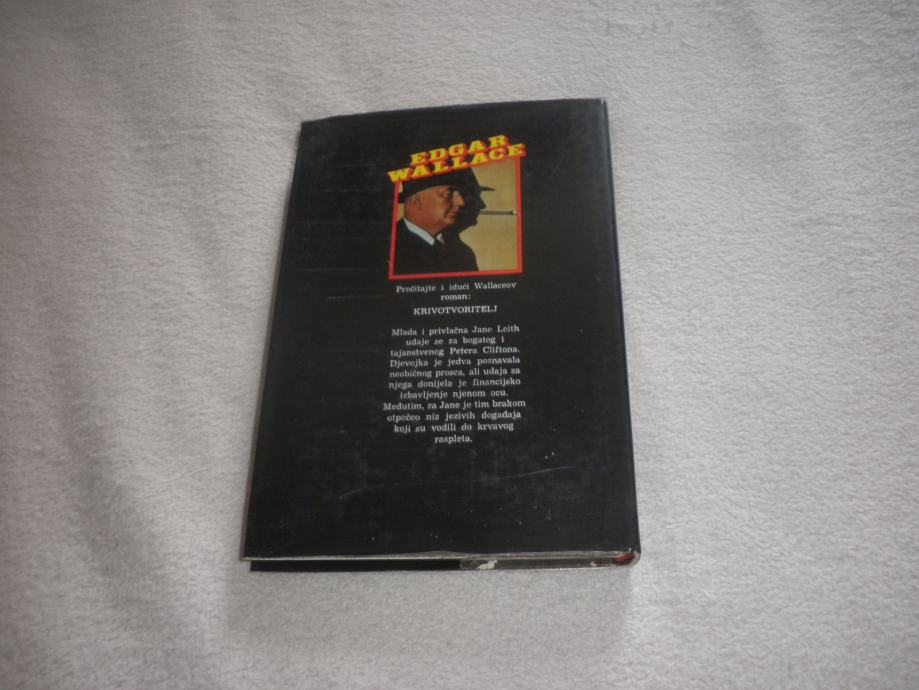 EDGAR
WALLACE
Pročitajte i idući Wallaceov
roman:
KRIVOTVORITELJ
Mlada i privlačna Jane Leith
udaje se za bogatog i
tajanstvenog Petera Cliftona.
Djevojka je jedva poznavala
neobičnog prosca, ali udaja za
njega donijela je financijsko
izbavljenje njenom ocu.
Međutim, za Jane je tim brakom
otpočeo niz jezivih događaja
koji su vodili do krvavog
raspleta.